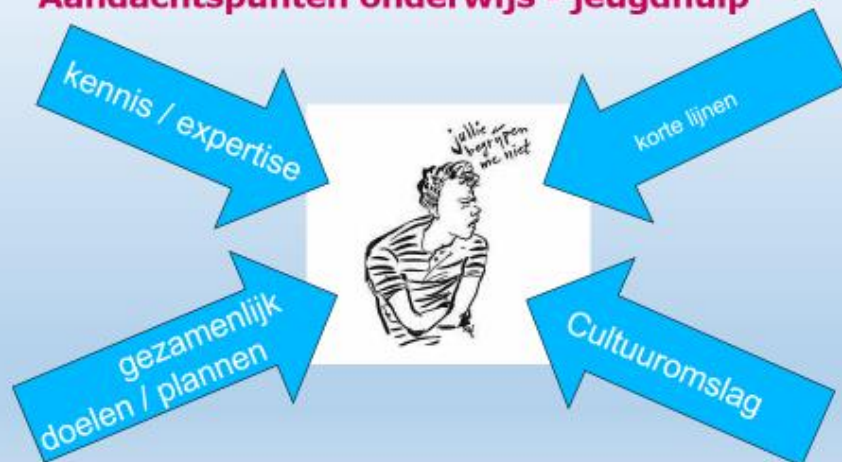 Aandachtspunten onderwijs - jeugdhulp
kennis / expertise
korte lijnen
jullie
begrijpen
me niet
gezamenlijk
doelen / plannen
Cultuuromslag